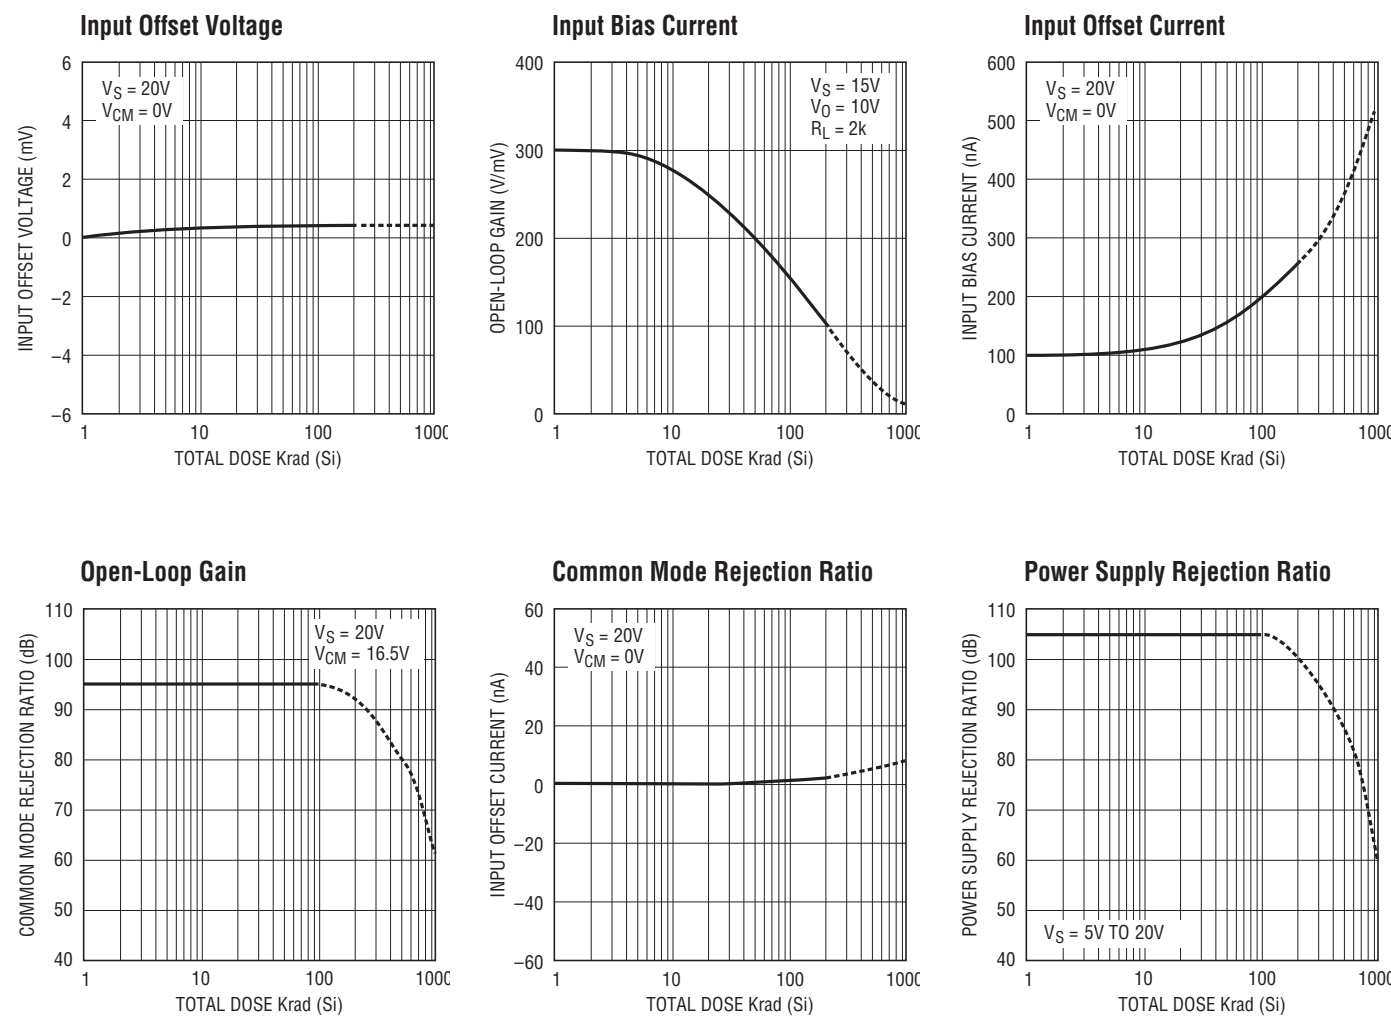 Input Offset Voltage
6
4
2
0
–2
–4
–6
INPUT OFFSET VOLTAGE (mV)
VS = 20V
VCM = 0V
1
10
100
1000
TOTAL DOSE Krad (Si)
Input Bias Current
400
300
200
100
0
OPEN-LOOP GAIN (V/mV)
VS = 15V
VO = 10V
RL = 2k
1
10
100
1000
TOTAL DOSE Krad (Si)
Input Offset Current
600
500
400
300
200
100
0
INPUT BIAS CURRENT (nA)
VS = 20V
VCM = 0V
1
10
100
1000
TOTAL DOSE Krad (Si)
Open-Loop Gain
110
100
90
80
70
60
50
40
COMMON MODE REJECTION RATIO (dB)
VS = 20V
VCM = 16.5V
1
10
100
1000
TOTAL DOSE Krad (Si)
Common Mode Rejection Ratio
60
40
20
0
–20
–40
–60
INPUT OFFSET CURRENT (nA)
VS = 20V
VCM = 0V
1
10
100
1000
TOTAL DOSE Krad (Si)
Power Supply Rejection Ratio
110
100
90
80
70
60
50
40
POWER SUPPLY REJECTION RATIO (dB)
VS = 5V TO 20V
1
10
100
1000
TOTAL DOSE Krad (Si)